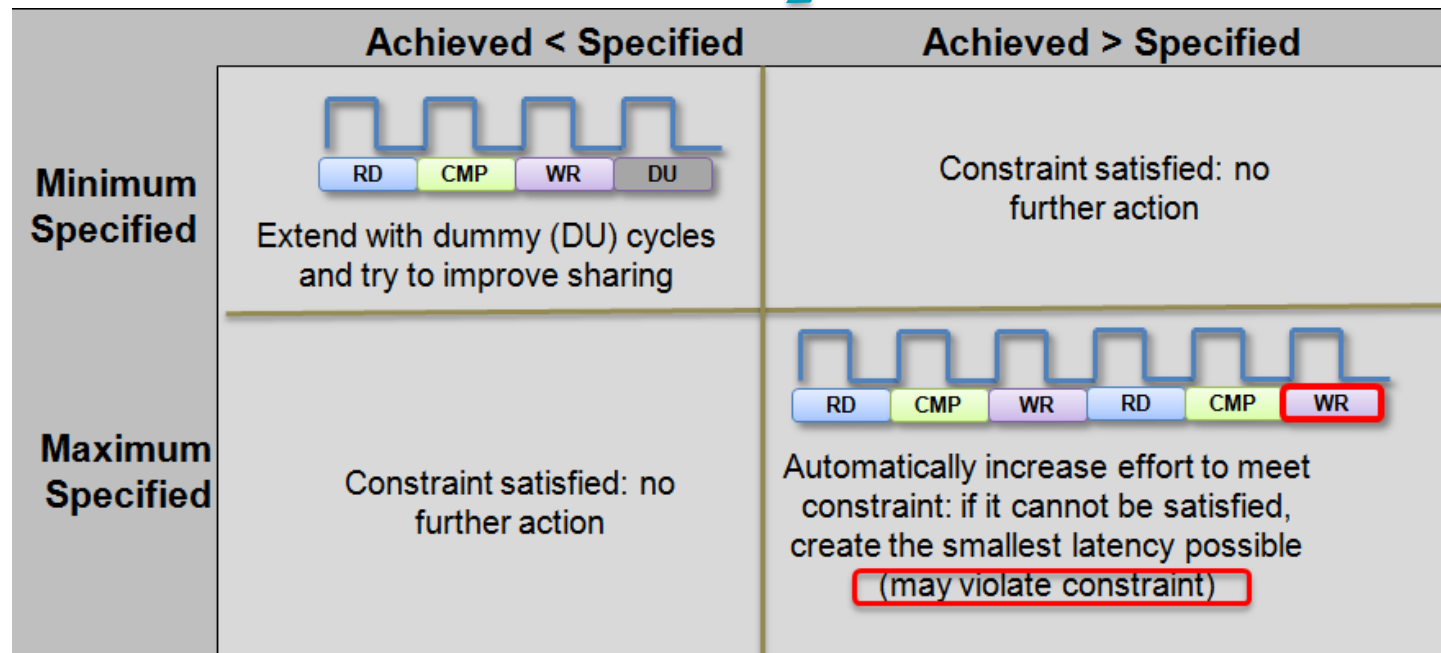 Achieved < Specified
Achieved > Specified
Minimum
Specified
RD CMP WR DU
Extend with dummy (DU) cycles
and try to improve sharing
Constraint satisfied: no
further action
Maximum
Specified
Constraint satisfied: no
further action
RD CMP WR RD CMP WR
Automatically increase effort to meet
constraint: if it cannot be satisfied,
create the smallest latency possible
(may violate constraint)